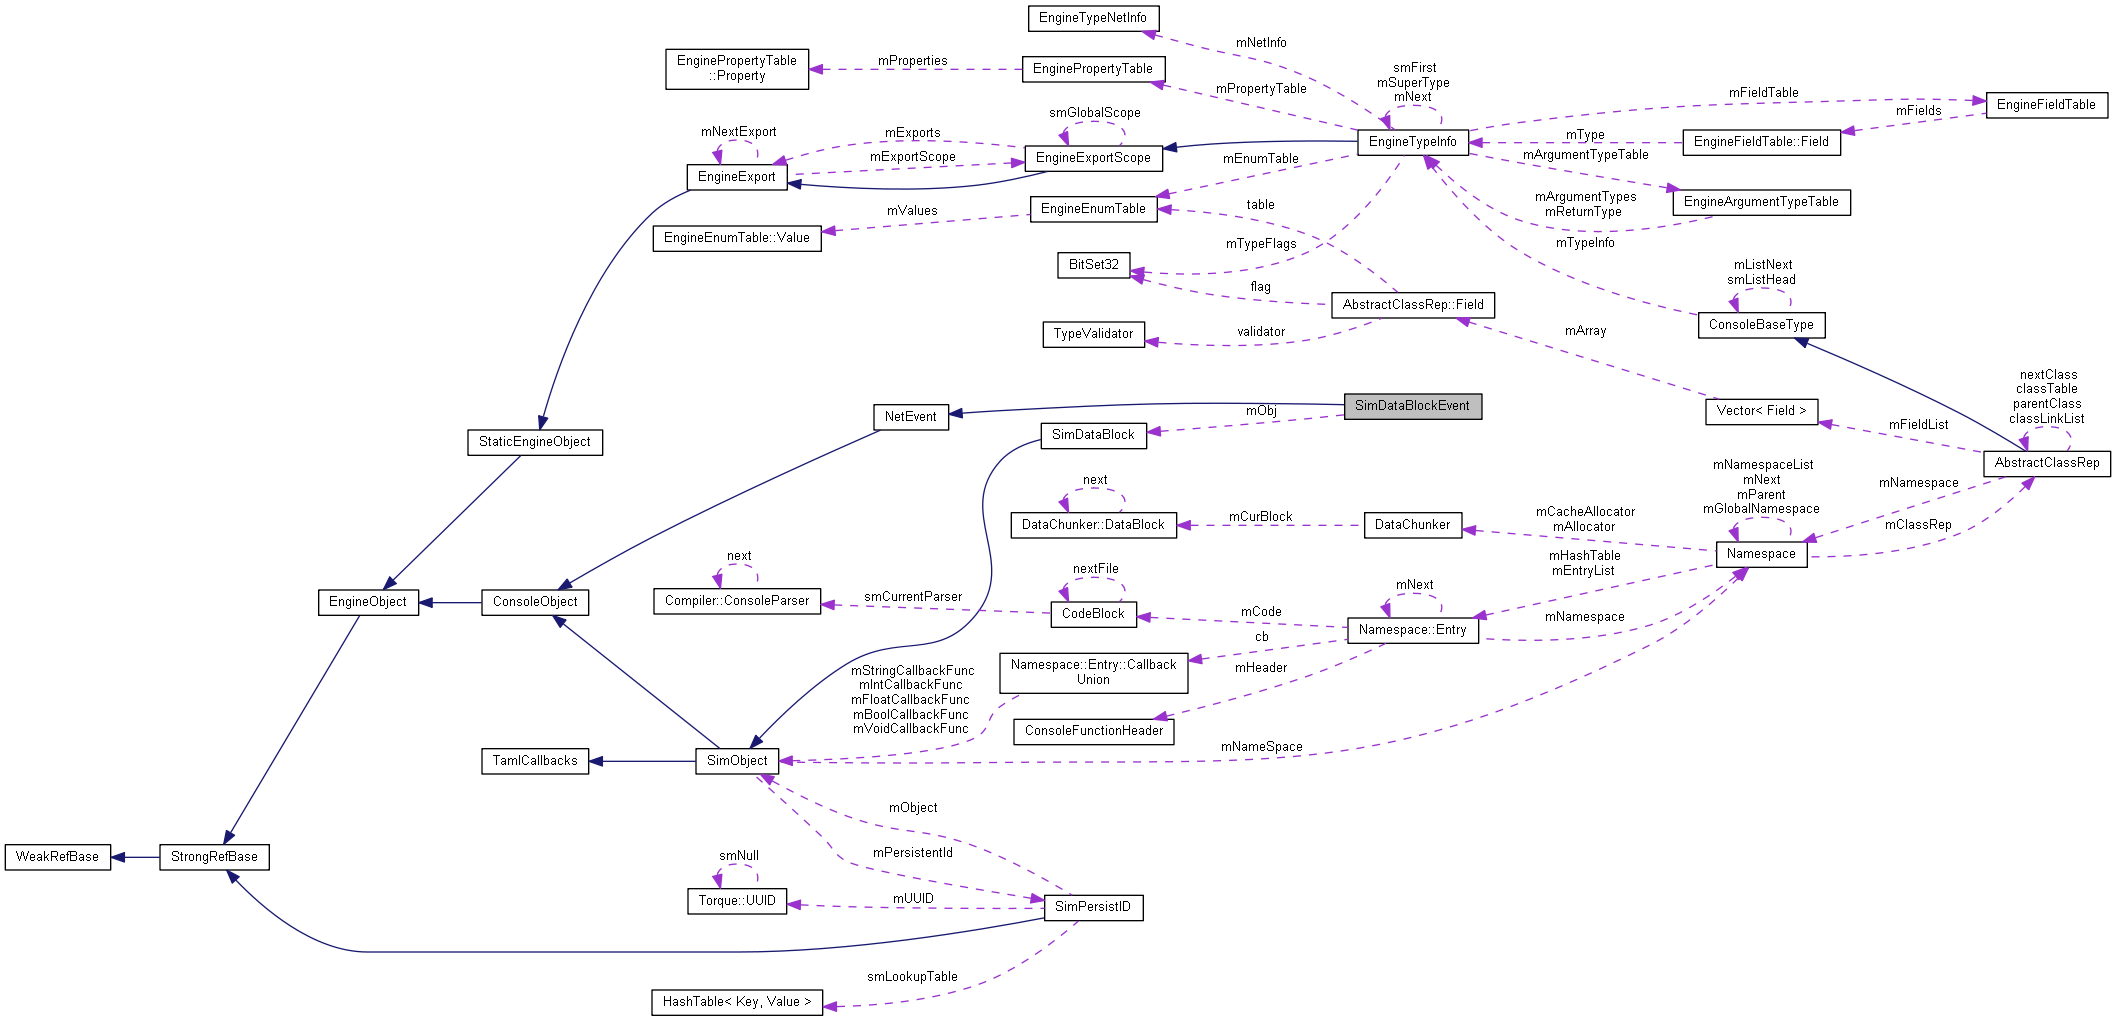 EngineTypeNetInfo
mNetInfo
EnginePropertyTable
::Property
mProperties
EnginePropertyTable
mPropertyTable
smFirst
mSuperType
mNext
mFieldTable
EngineFieldTable
mFields
smGlobalScope
mNextExport
mExports
mExportScope
EngineExport
EngineExportScope
EngineTypeInfo
mType
EngineFieldTable::Field
mEnumTable
mArgumentTypeTable
mArgumentTypes
mReturnType
EngineArgumentTypeTable
mValues
EngineEnumTable
table
EngineEnumTable::Value
mTypeFlags
mTypeInfo
BitSet32
flag
AbstractClassRep::Field
mListNext
smListHead
ConsoleBaseType
TypeValidator
validator
mArray
nextClass
classTable
parentClass
classLinkList
SimDataBlockEvent
mObj
NetEvent
Vector< Field >
mFieldList
SimDataBlock
StaticEngineObject
AbstractClassRep
mNamespaceList
mNext
mParent
mGlobalNamespace
mNamespace
mClassRep
next
DataChunker::DataBlock
mCurBlock
DataChunker
mCacheAllocator
mAllocator
Namespace
mHashTable
mEntryList
next
nextFile
mNext
EngineObject
ConsoleObject
Compiler::ConsoleParser
smCurrentParser
CodeBlock
mCode
Namespace::Entry
mNamespace
cb
Namespace::Entry::Callback
Union
mHeader
mStringCallbackFunc
mIntCallbackFunc
mFloatCallbackFunc
mBoolCallbackFunc
mVoidCallbackFunc
ConsoleFunctionHeader
mNameSpace
TamlCallbacks
SimObject
mObject
mPersistentId
WeakRefBase
StrongRefBase
smNull
Torque::UUID
mUUID
SimPersistID
smLookupTable
HashTable< Key, Value >